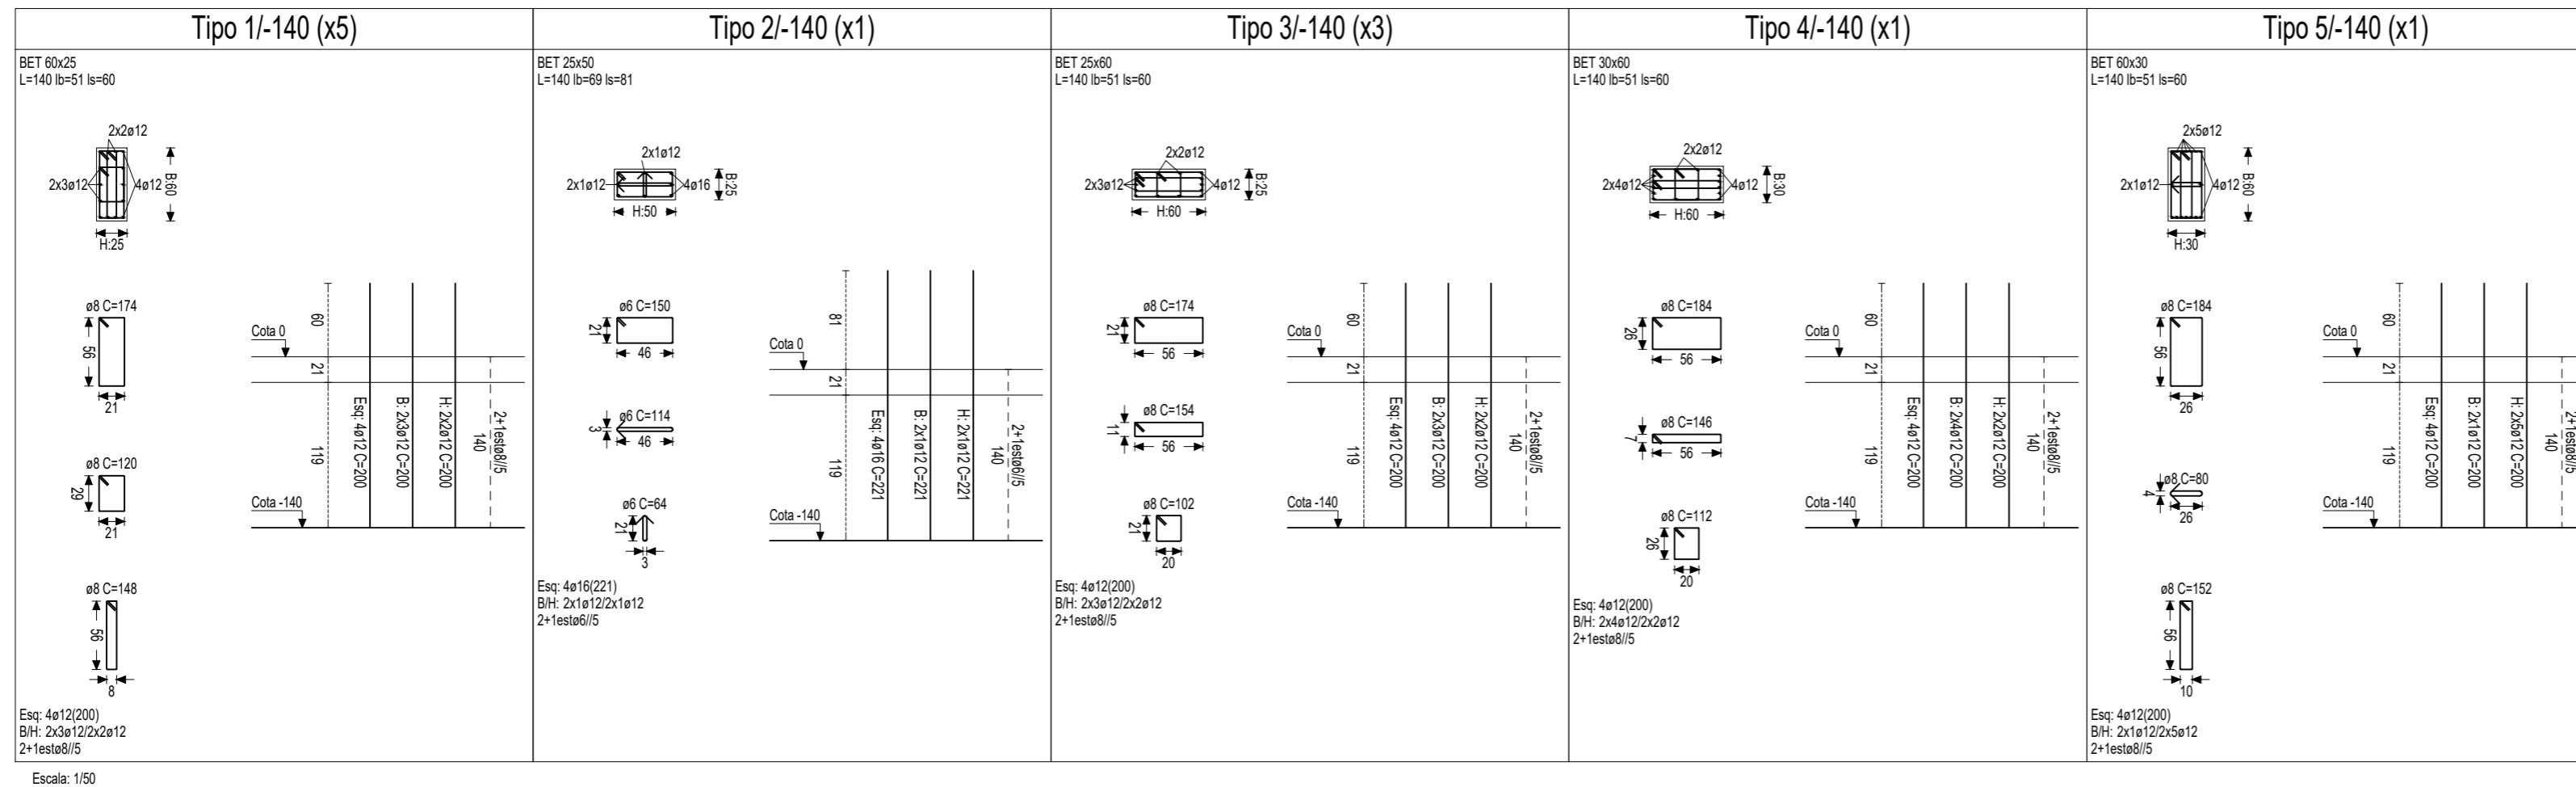 Tipo 1/-140 (x5)
BET 60x25
L=140 lb=51 ls=60
2x2ø12
2x3ø12
4ø12
B:60
H:25
ø8 C=174
56
21
ø8 C=120
29
21
ø8 C=148
56
8
Cota 0
60
21
119
Cota -140
Esq: 4ø12 C=200
B: 2x3ø12 C=200
H: 2x2ø12 C=200
2+1estø8//5
140
Esq: 4ø12(200)
B/H: 2x3ø12/2x2ø12
2+1estø8//5
Tipo 2/-140 (x1)
BET 25x50
L=140 lb=69 ls=81
2x1ø12
2x1ø12
4ø16
B:25
H:50
ø6 C=150
21
46
ø6 C=114
3
46
ø6 C=64
21
3
Cota 0
81
21
119
Cota -140
Esq: 4ø16 C=221
B: 2x1ø12 C=221
H: 2x1ø12 C=221
2+1estø6//5
140
Esq: 4ø16(221)
B/H: 2x1ø12/2x1ø12
2+1estø6//5
Tipo 3/-140 (x3)
BET 25x60
L=140 lb=51 ls=60
2x2ø12
2x3ø12
4ø12
B:25
H:60
ø8 C=174
21
56
ø8 C=154
11
56
ø8 C=102
21
20
Cota 0
60
21
119
Cota -140
Esq: 4ø12 C=200
B: 2x3ø12 C=200
H: 2x2ø12 C=200
2+1estø8//5
140
Esq: 4ø12(200)
B/H: 2x3ø12/2x2ø12
2+1estø8//5
Tipo 4/-140 (x1)
BET 30x60
L=140 lb=51 ls=60
2x2ø12
2x4ø12
4ø12
B:30
H:60
ø8 C=184
26
56
ø8 C=146
7
56
ø8 C=112
26
20
Cota 0
60
21
119
Cota -140
Esq: 4ø12 C=200
B: 2x4ø12 C=200
H: 2x2ø12 C=200
2+1estø8//5
140
Esq: 4ø12(200)
B/H: 2x4ø12/2x2ø12
2+1estø8//5
Tipo 5/-140 (x1)
BET 60x30
L=140 lb=51 ls=60
2x5ø12
2x1ø12
4ø12
B:60
H:30
ø8 C=184
56
26
ø8 C=80
4
26
ø8 C=152
56
10
Cota 0
60
21
119
Cota -140
Esq: 4ø12 C=200
B: 2x1ø12 C=200
H: 2x5ø12 C=200
2+1estø8//5
140
Esq: 4ø12(200)
B/H: 2x1ø12/2x5ø12
2+1estø8//5
Escala: 1/50